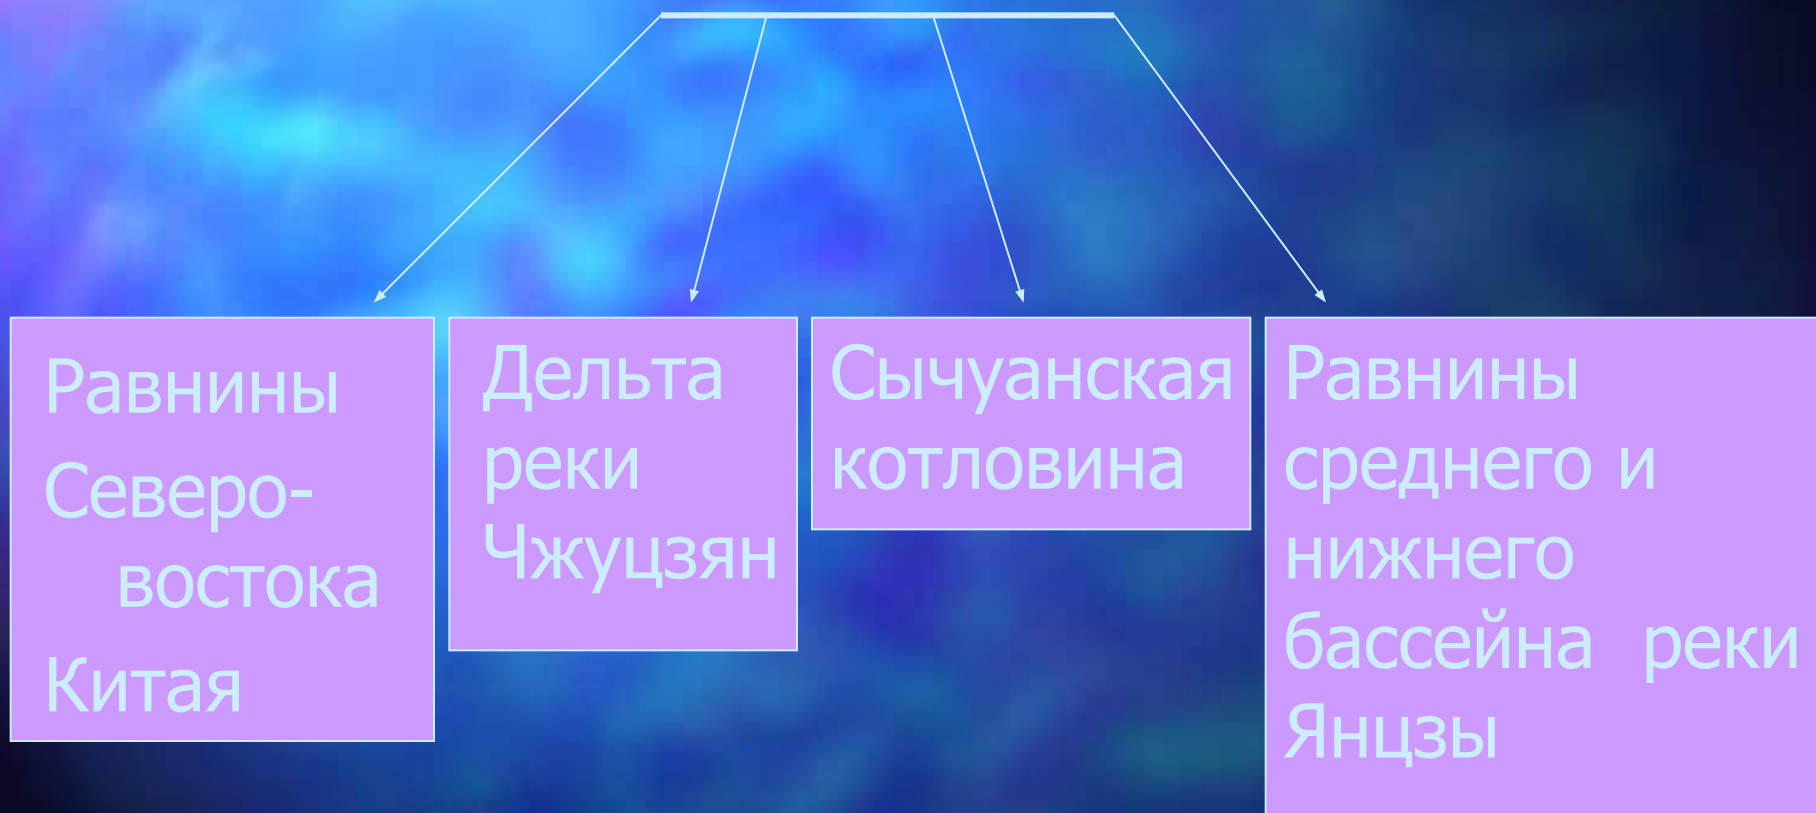 Равнины
Северо-
востока
Китая
Дельта
реки
Чжуцзян
Сычуанская
котловина
Равнины
среднего и
нижнего
бассейна реки
Янцзы